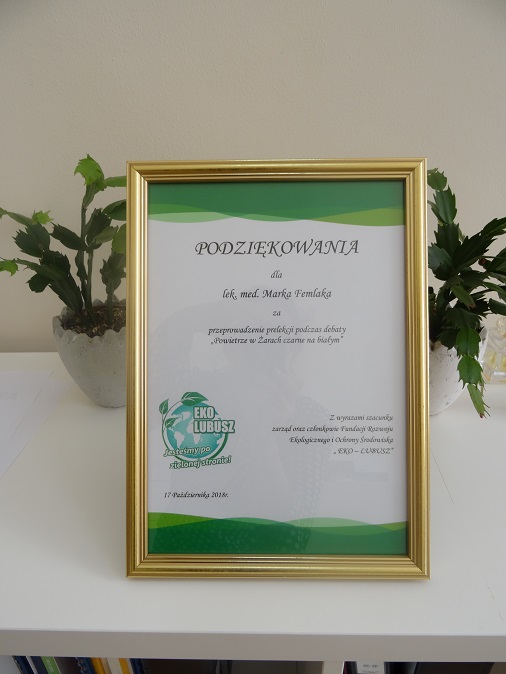 PODZIĘKOWANIA
dla
lek. med. Marka Femlaka
za
przeprowadzenie prelekcji podczas debaty
„Powietrze w Żarach czarne na białym”
EKO
LUBUSZ
Jesteśmy po
zielonej stronie!
Z wyrazami szacunku
zarząd oraz członkowie Fundacji Rozwoju
Ekologicznego i Ochrony Środowiska
„EKO – LUBUSZ”
17 Października 2018r.